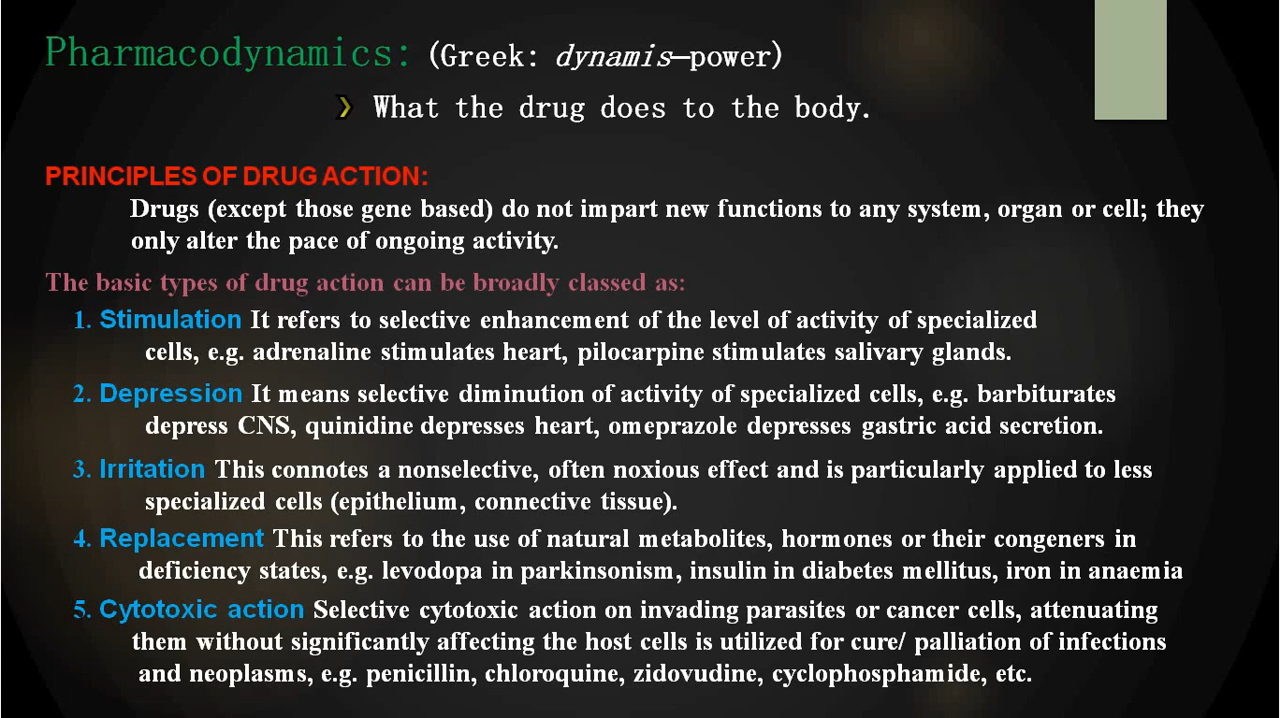 Pharmacodynamics: (Greek: dynamis—power)
❯ What the drug does to the body.
PRINCIPLES OF DRUG ACTION:
Drugs (except those gene based) do not impart new functions to any system, organ or cell; they
only alter the pace of ongoing activity.
The basic types of drug action can be broadly classed as:
1. Stimulation It refers to selective enhancement of the level of activity of specialized
cells, e.g. adrenaline stimulates heart, pilocarpine stimulates salivary glands.
2. Depression It means selective diminution of activity of specialized cells, e.g. barbiturates
depress CNS, quinidine depresses heart, omeprazole depresses gastric acid secretion.
3. Irritation This connotes a nonselective, often noxious effect and is particularly applied to less
specialized cells (epithelium, connective tissue).
4. Replacement This refers to the use of natural metabolites, hormones or their congeners in
deficiency states, e.g. levodopa in parkinsonism, insulin in diabetes mellitus, iron in anaemia
5. Cytotoxic action Selective cytotoxic action on invading parasites or cancer cells, attenuating
them without significantly affecting the host cells is utilized for cure/ palliation of infections
and neoplasms, e.g. penicillin, chloroquine, zidovudine, cyclophosphamide, etc.